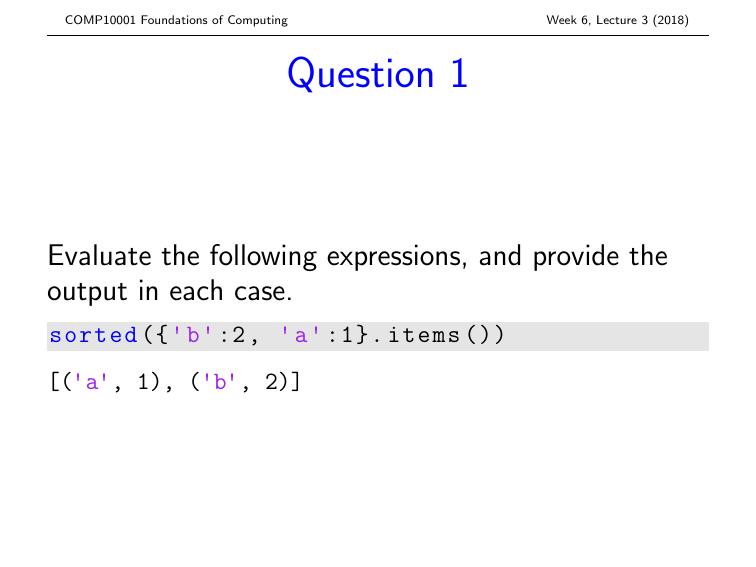 COMP10001 Foundations of Computing Week 6, Lecture 3 (2018)
Question 1
Evaluate the following expressions, and provide the
output in each case.
sorted({'b':2, 'a':1}.items())
[('a', 1), ('b', 2)]